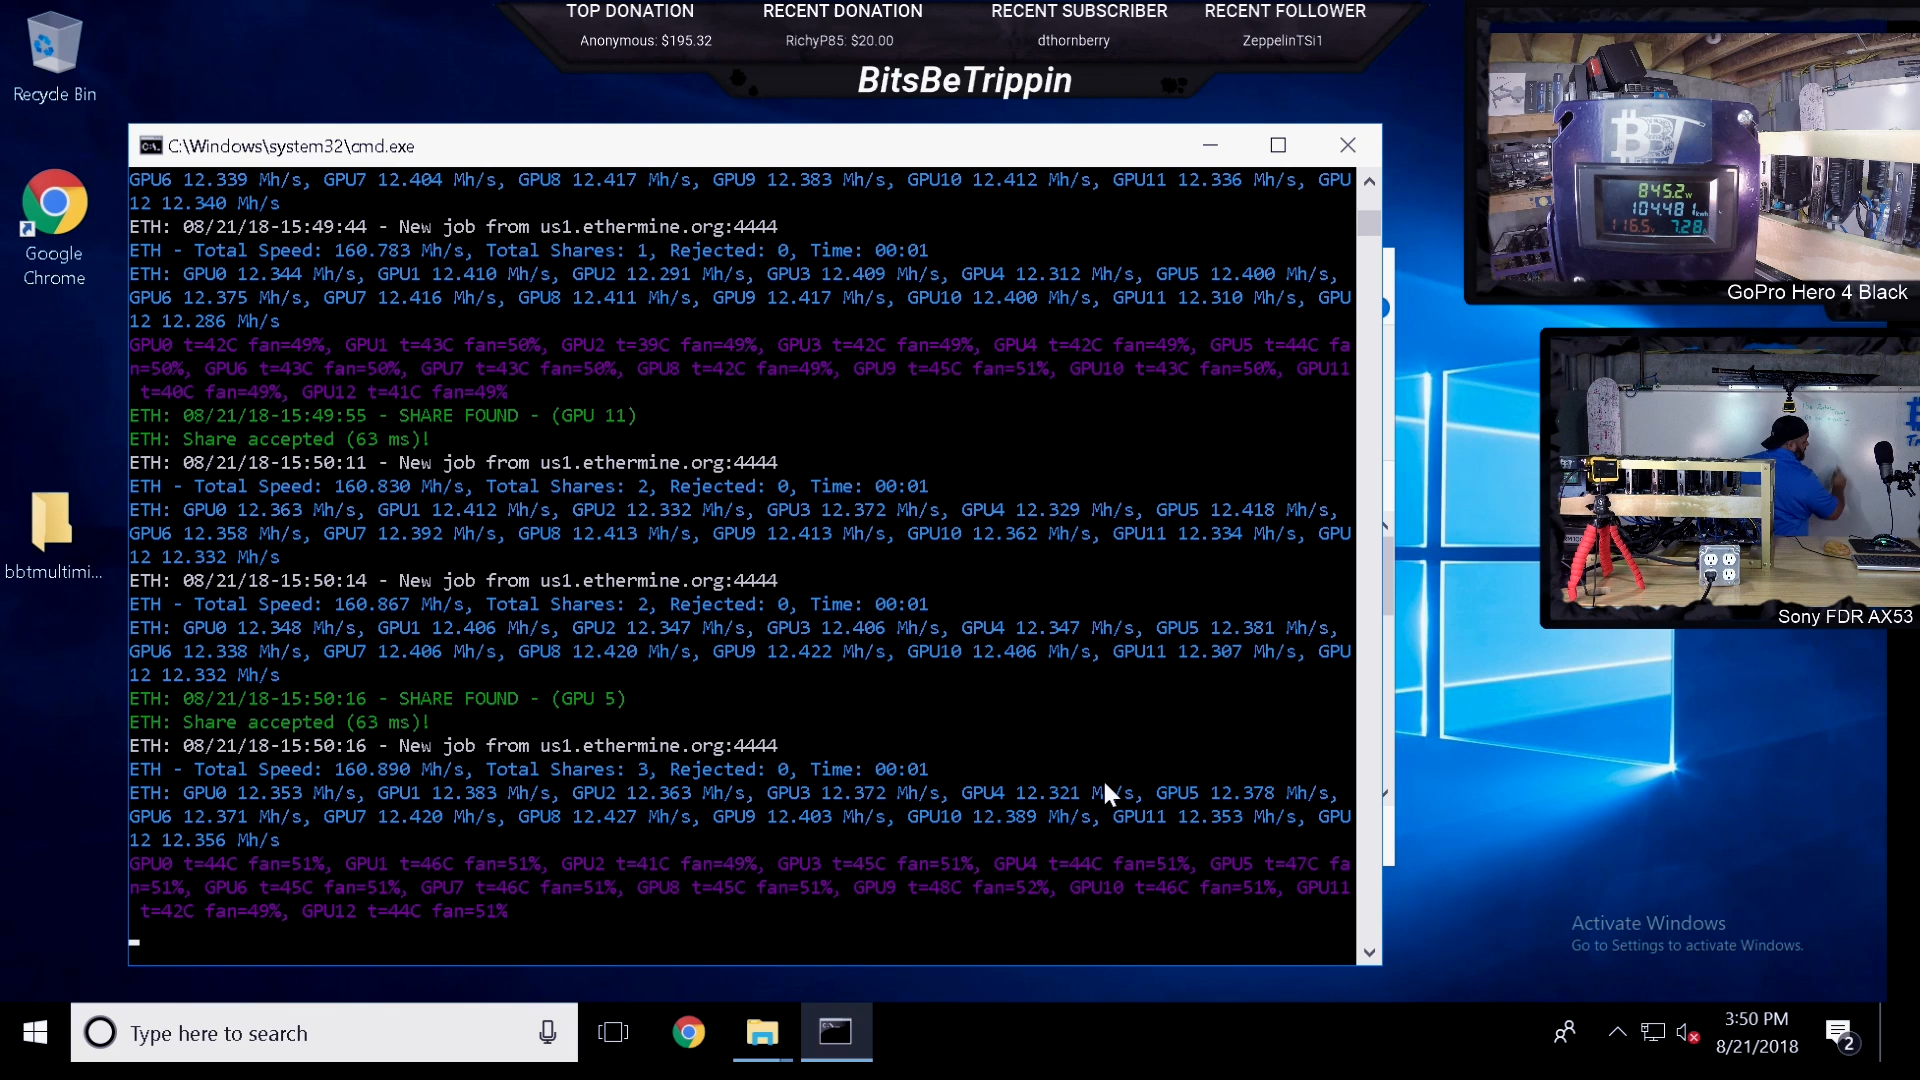 TOP DONATION RECENT DONATION RECENT SUBSCRIBER RECENT FOLLOWER
Anonymous: $195.32 RichyP85: $20.00 dthornberry ZeppelinTSi1
BitsBeTrippin
Recycle Bin
Google
Chrome
bbtmultimi...
C:\Windows\system32\cmd.exe
GPU6 12.339 Mh/s, GPU7 12.404 Mh/s, GPU8 12.417 Mh/s, GPU9 12.383 Mh/s, GPU10 12.412 Mh/s, GPU11 12.336 Mh/s, GPU
12 12.340 Mh/s
ETH: 08/21/18-15:49:44 - New job from us1.ethermine.org:4444
ETH - Total Speed: 160.783 Mh/s, Total Shares: 1, Rejected: 0, Time: 00:01
ETH: GPU0 12.344 Mh/s, GPU1 12.410 Mh/s, GPU2 12.291 Mh/s, GPU3 12.409 Mh/s, GPU4 12.312 Mh/s, GPU5 12.400 Mh/s,
GPU6 12.375 Mh/s, GPU7 12.416 Mh/s, GPU8 12.411 Mh/s, GPU9 12.417 Mh/s, GPU10 12.400 Mh/s, GPU11 12.310 Mh/s, GPU
12 12.286 Mh/s
GPU0 t=42C fan=49%, GPU1 t=43C fan=50%, GPU2 t=39C fan=49%, GPU3 t=42C fan=49%, GPU4 t=42C fan=49%, GPU5 t=44C fa
n=50%, GPU6 t=43C fan=50%, GPU7 t=43C fan=50%, GPU8 t=42C fan=49%, GPU9 t=45C fan=51%, GPU10 t=43C fan=50%, GPU11
t=40C fan=49%, GPU12 t=41C fan=49%
ETH: 08/21/18-15:49:55 - SHARE FOUND - (GPU 11)
ETH: Share accepted (63 ms)!
ETH: 08/21/18-15:50:11 - New job from us1.ethermine.org:4444
ETH - Total Speed: 160.830 Mh/s, Total Shares: 2, Rejected: 0, Time: 00:01
ETH: GPU0 12.363 Mh/s, GPU1 12.412 Mh/s, GPU2 12.332 Mh/s, GPU3 12.372 Mh/s, GPU4 12.329 Mh/s, GPU5 12.418 Mh/s,
GPU6 12.358 Mh/s, GPU7 12.392 Mh/s, GPU8 12.413 Mh/s, GPU9 12.413 Mh/s, GPU10 12.362 Mh/s, GPU11 12.334 Mh/s, GPU
12 12.332 Mh/s
ETH: 08/21/18-15:50:14 - New job from us1.ethermine.org:4444
ETH - Total Speed: 160.867 Mh/s, Total Shares: 2, Rejected: 0, Time: 00:01
ETH: GPU0 12.348 Mh/s, GPU1 12.406 Mh/s, GPU2 12.347 Mh/s, GPU3 12.406 Mh/s, GPU4 12.347 Mh/s, GPU5 12.381 Mh/s,
GPU6 12.338 Mh/s, GPU7 12.406 Mh/s, GPU8 12.420 Mh/s, GPU9 12.422 Mh/s, GPU10 12.406 Mh/s, GPU11 12.307 Mh/s, GPU
12 12.332 Mh/s
ETH: 08/21/18-15:50:16 - SHARE FOUND - (GPU 5)
ETH: Share accepted (63 ms)!
ETH: 08/21/18-15:50:16 - New job from us1.ethermine.org:4444
ETH - Total Speed: 160.890 Mh/s, Total Shares: 3, Rejected: 0, Time: 00:01
ETH: GPU0 12.353 Mh/s, GPU1 12.383 Mh/s, GPU2 12.363 Mh/s, GPU3 12.372 Mh/s, GPU4 12.321 Mh/s, GPU5 12.378 Mh/s,
GPU6 12.371 Mh/s, GPU7 12.420 Mh/s, GPU8 12.427 Mh/s, GPU9 12.403 Mh/s, GPU10 12.389 Mh/s, GPU11 12.353 Mh/s, GPU
12 12.356 Mh/s
GPU0 t=44C fan=51%, GPU1 t=46C fan=51%, GPU2 t=41C fan=49%, GPU3 t=45C fan=51%, GPU4 t=44C fan=51%, GPU5 t=47C fa
n=51%, GPU6 t=45C fan=51%, GPU7 t=46C fan=51%, GPU8 t=45C fan=51%, GPU9 t=48C fan=52%, GPU10 t=46C fan=51%, GPU11
t=42C fan=49%, GPU12 t=44C fan=51%
845.2w
104.481kwh
116.5v 7.28
GoPro Hero 4 Black
Sony FDR AX53
Activate Windows
Go to Settings to activate Windows.
Type here to search
3:50 PM
8/21/2018
2